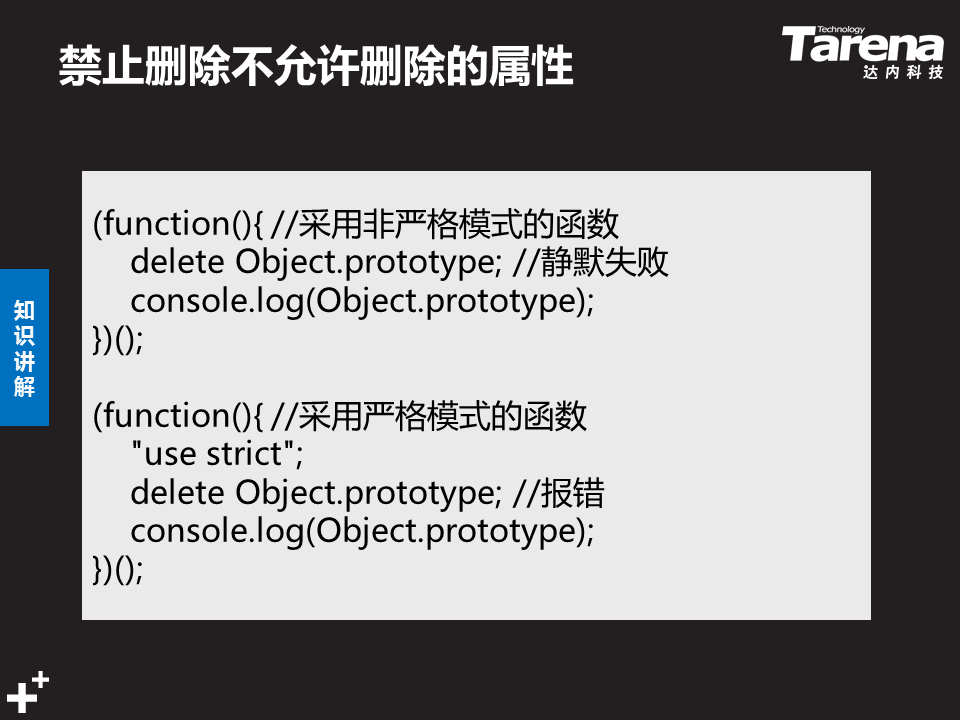 禁止删除不允许删除的属性
Technology
Tarena
达内科技
知识讲解
(function(){ //采用非严格模式的函数
delete Object.prototype; //静默失败
console.log(Object.prototype);
})();
(function(){ //采用严格模式的函数
"use strict";
delete Object.prototype; //报错
console.log(Object.prototype);
})();